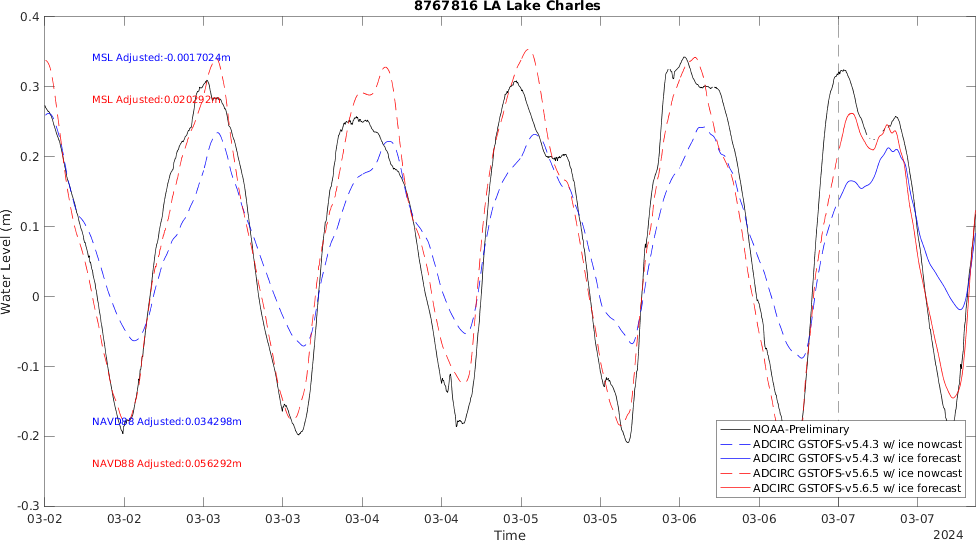 8767816 LA Lake Charles
0.4
MSL Adjusted:-0.0017024m
0.3
MSL Adjusted:0.020292m
0.2
0.1
Water Level (m)
0
-0.1
NAVD88 Adjusted:0.034298m
-0.2
NOAA-Preliminary
ADCIRC GSTOFS-v5.4.3 w/ ice nowcast
ADCIRC GSTOFS-v5.4.3 w/ ice forecast
ADCIRC GSTOFS-v5.6.5 w/ ice nowcast
ADCIRC GSTOFS-v5.6.5 w/ ice forecast
NAVD88 Adjusted:0.056292m
-0.3
03-02 03-02 03-03 03-03 03-04 03-04 03-05 03-05 03-06 03-06 03-07 03-07
Time
2024